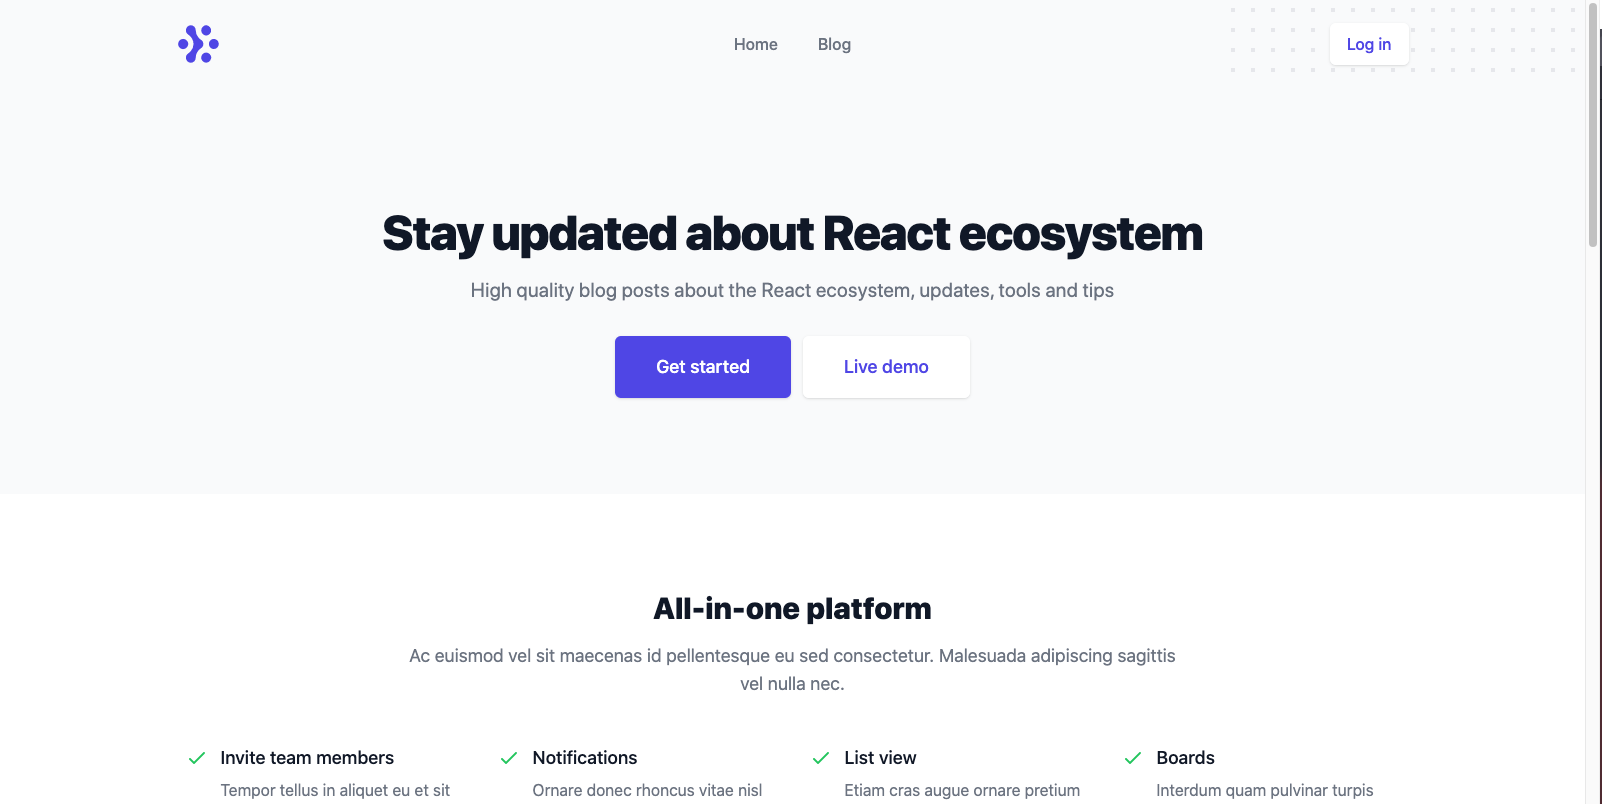 Home Blog Log in
Stay updated about React ecosystem
High quality blog posts about the React ecosystem, updates, tools and tips
Get started Live demo
All-in-one platform
Ac euismod vel sit maecenas id pellentesque eu sed consectetur. Malesuada adipiscing sagittis
vel nulla nec.
Invite team members
Tempor tellus in aliquet eu et sit
Notifications
Ornare donec rhoncus vitae nisl
List view
Etiam cras augue ornare pretium
Boards
Interdum quam pulvinar turpis